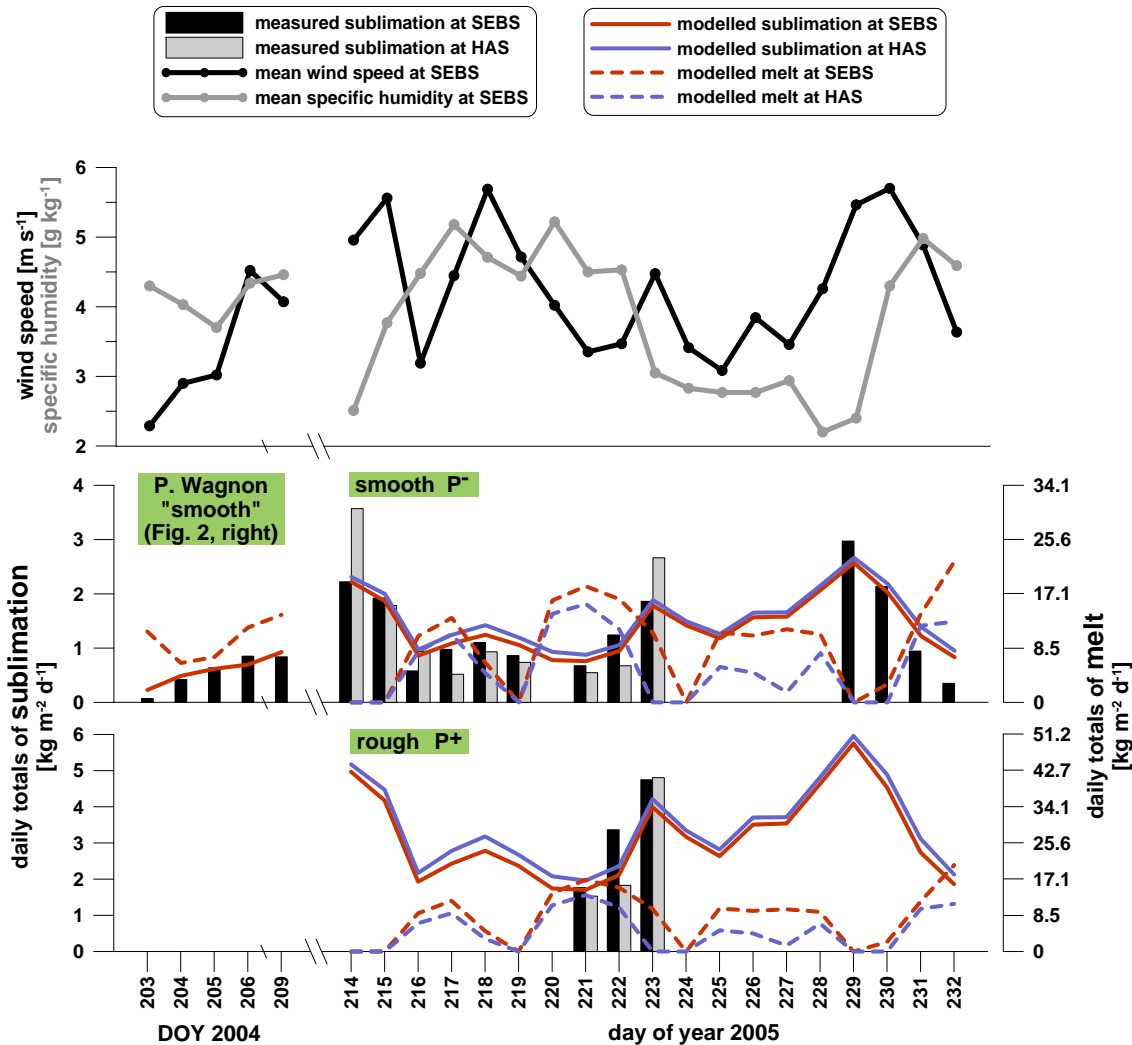 measured sublimation at SEBS
measured sublimation at HAS
mean wind speed at SEBS
mean specific humidity at SEBS
modelled sublimation at SEBS
modelled sublimation at HAS
modelled melt at SEBS
modelled melt at HAS
wind speed [m s-1]
specific humidity [g kg-1]
6
5
4
3
2
daily totals of sublimation
[kg m-2 d-1]
4
3
2
1
0
P. Wagnon
"smooth"
(Fig. 2, right)
smooth P-
34.1
25.6
17.1
8.5
0
daily totals of melt
[kg m-2 d-1]
6
5
4
3
2
1
0
rough P+
51.2
42.7
34.1
25.6
17.1
8.5
0
203 204 205 206 209
214 215 216 217 218 219 220 221 222 223 224 225 226 227 228 229 230 231 232
DOY 2004
day of year 2005